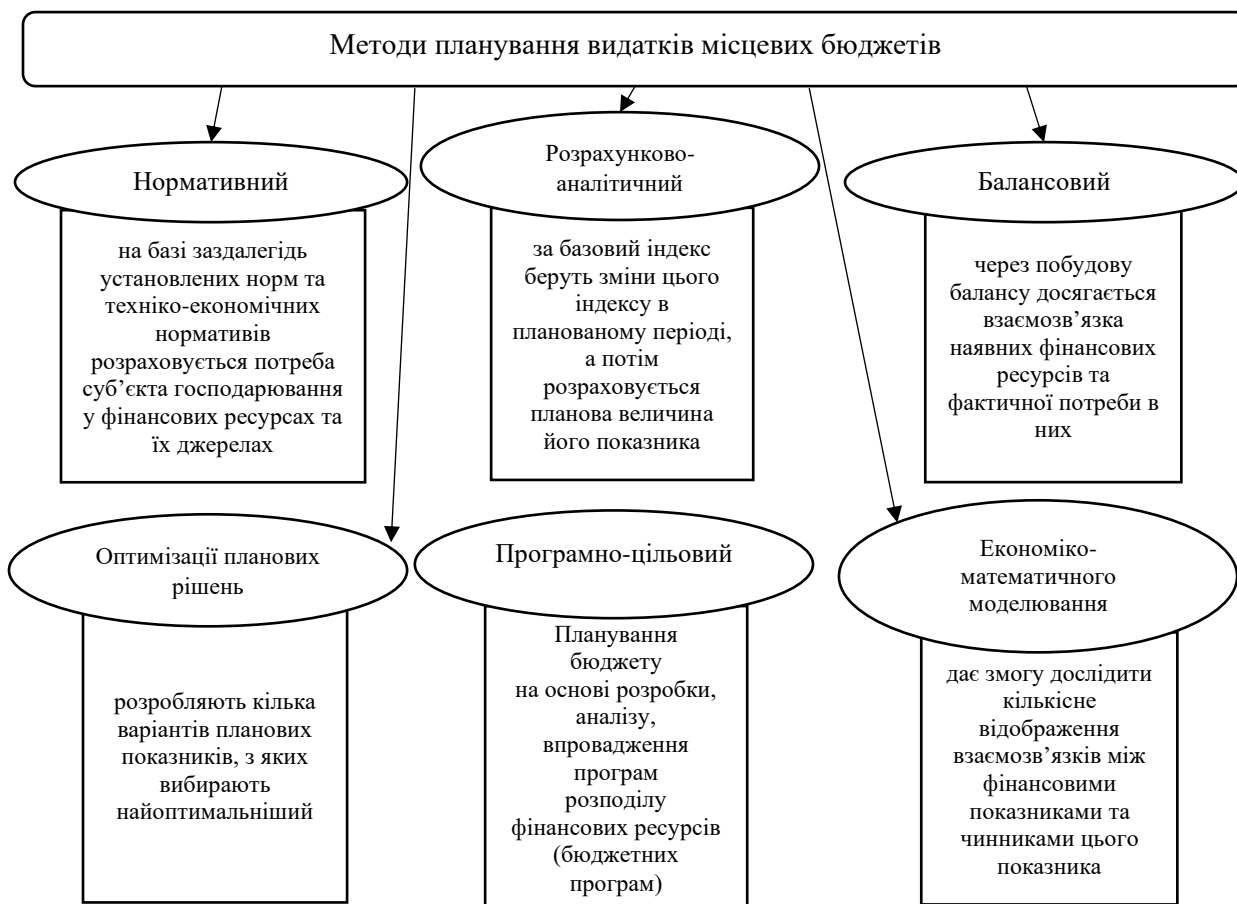 Методи планування видатків місцевих бюджетів
Нормативний
на базі заздалегідь
установлених норм та
техніко-економічних
нормативів
розраховується потреба
суб’єкта господарювання
у фінансових ресурсах та
їх джерелах
Розрахунково-
аналітичний
за базовий індекс
беруть зміни цього
індексу в
планованому періоді,
а потім
розраховується
планова величина
його показника
Балансовий
через побудову
балансу досягається
взаємозв’язка
наявних фінансових
ресурсів та
фактичної потреби в
них
Оптимізації планових
рішень
розробляють кілька
варіантів планових
показників, з яких
вибирають
найоптимальніший
Програмно-цільовий
Планування
бюджету
на основі розробки,
аналізу,
впровадження
програм
розподілу
фінансових ресурсів
(бюджетних
програм)
Економіко-
математичного
моделювання
дає змогу дослідити
кількісне
відображення
взаємозв’язків між
фінансовими
показниками та
чинниками цього
показника